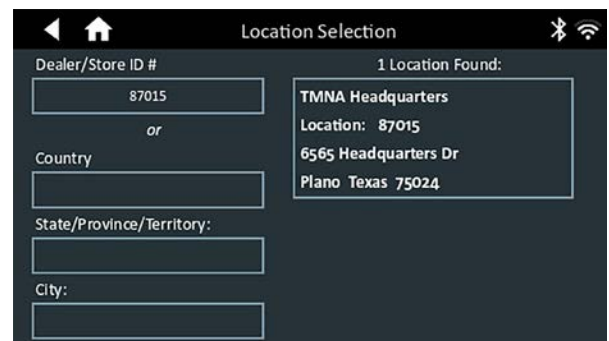 Location Selection
Dealer/Store ID #
87015
or
Country
State/Province/Territory:
City:
1 Location Found:
TMNA Headquarters
Location: 87015
6565 Headquarters Dr
Plano Texas 75024